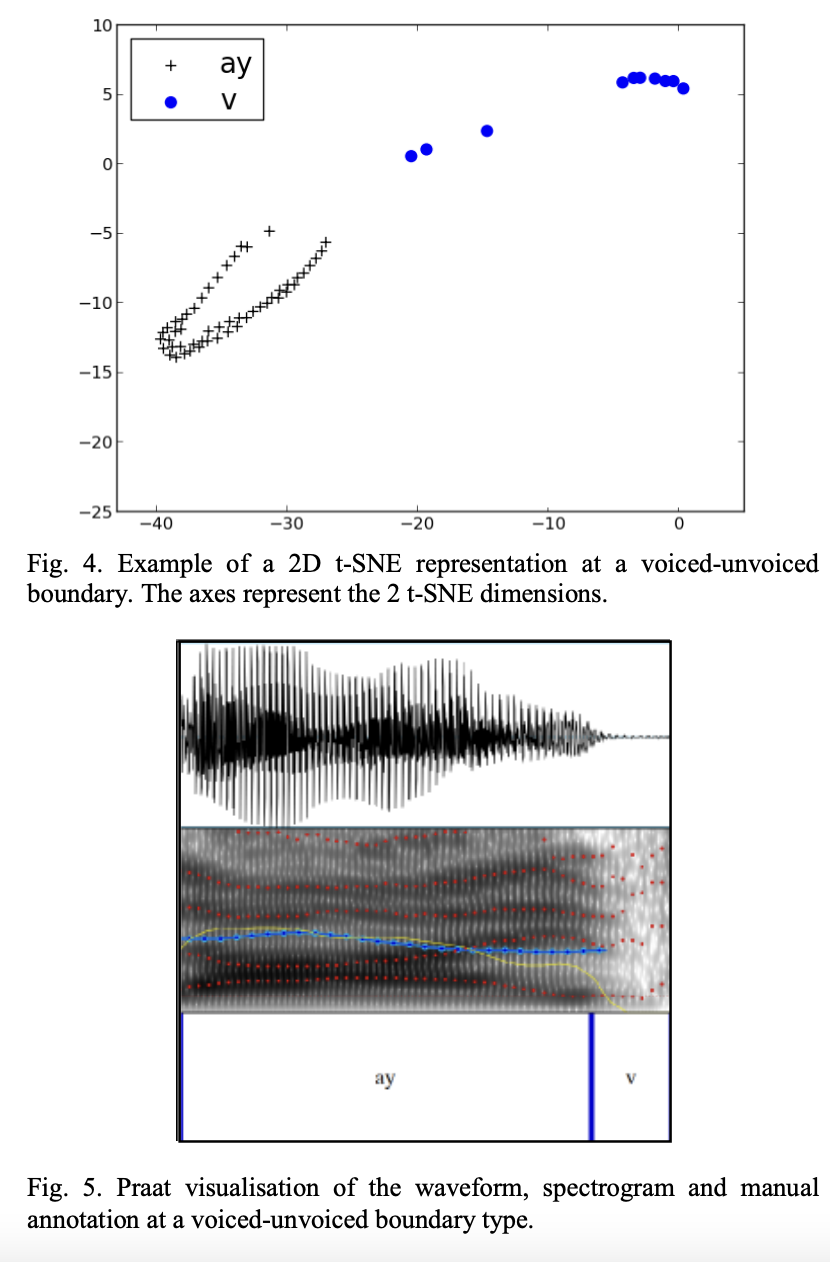 10
ay
5
v
0
−5
−10
−15
−20
−25
−40 −30 −20 −10 0
Fig. 4. Example of a 2D t-SNE representation at a voiced-unvoiced
boundary. The axes represent the 2 t-SNE dimensions.
ay v
Fig. 5. Praat visualisation of the waveform, spectrogram and manual
annotation at a voiced-unvoiced boundary type.